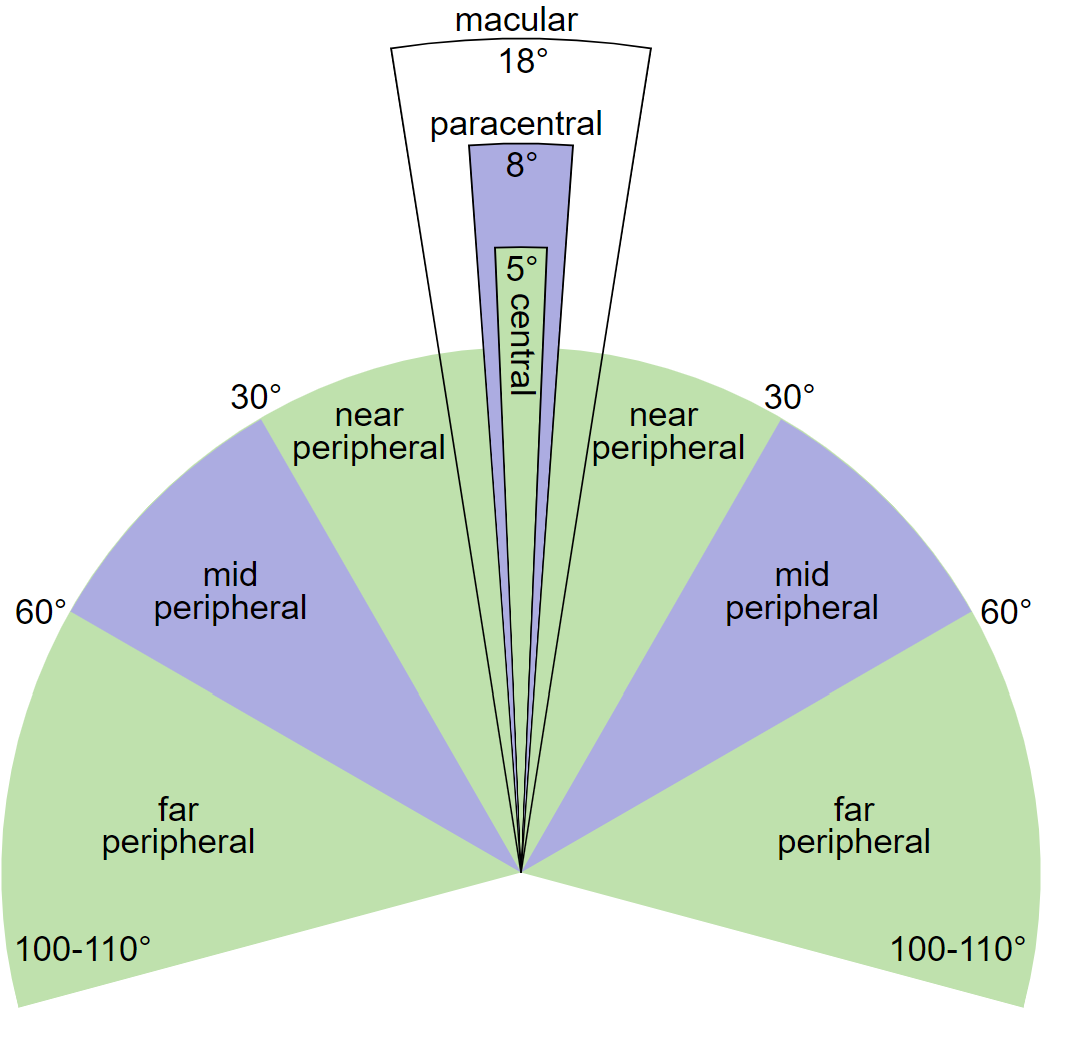 macular
18°
paracentral
8°
5°
central
30°
30°
near
peripheral
near
peripheral
mid
peripheral
mid
peripheral
60°
60°
far
peripheral
far
peripheral
100-110°
100-110°